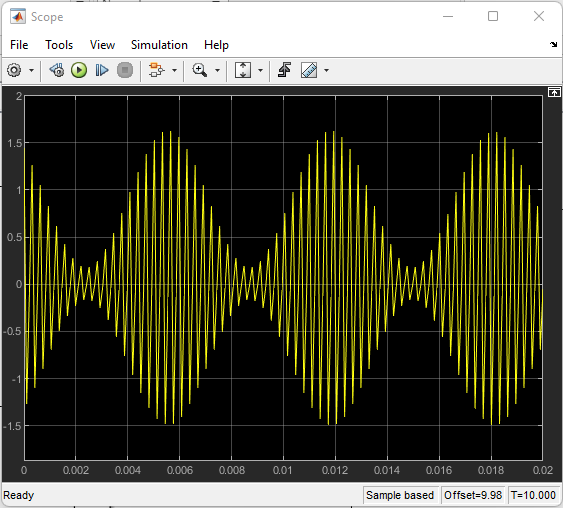 Scope
File Tools View Simulation Help
2
1.5
1
0.5
0
-0.5
-1
-1.5
0 0.002 0.004 0.006 0.008 0.01 0.012 0.014 0.016 0.018 0.02
Ready Sample based Offset=9.98 T=10.000